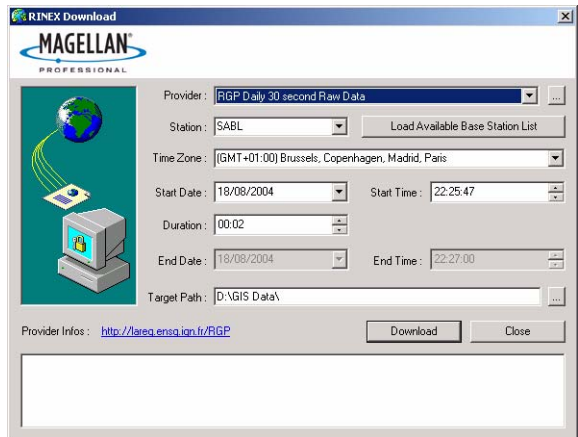 RINEX Download
MAGELLAN®
PROFESSIONAL
Provider : RGP Daily 30 second Raw Data ...
Station : SABL Load Available Base Station List
Time Zone : (GMT+01:00) Brussels, Copenhagen, Madrid, Paris
Start Date : 18/08/2004 Start Time : 22:25:47
Duration : 00:02
End Date : 18/08/2004 End Time : 22:27:00
Target Path : D:\GIS Data\ ...
Provider Infos : http://lareg.ensg.ign.fr/RGP Download Close